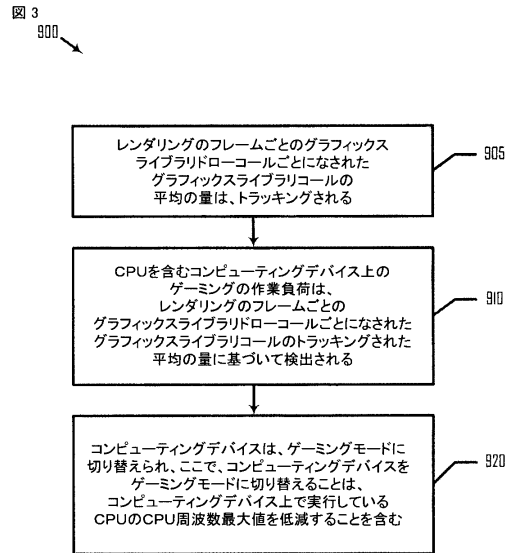 図 3
900
レンダリングのフレームごとのグラフィックス
ライブラリドローコールごとになされた
グラフィックスライブラリコールの
平均の量は、トラッキングされる
905
CPUを含むコンピューティングデバイス上の
ゲーミングの作業負荷は、
レンダリングのフレームごとの
グラフィックスライブラリドローコールごとになされた
グラフィックスライブラリコールのトラッキングされた
平均の量に基づいて検出される
910
コンピューティングデバイスは、ゲーミングモードに
切り替えられ、ここで、コンピューティングデバイスを
ゲーミングモードに切り替えることは、
コンピューティングデバイス上で実行している
CPUのCPU周波数最大値を低減することを含む
920